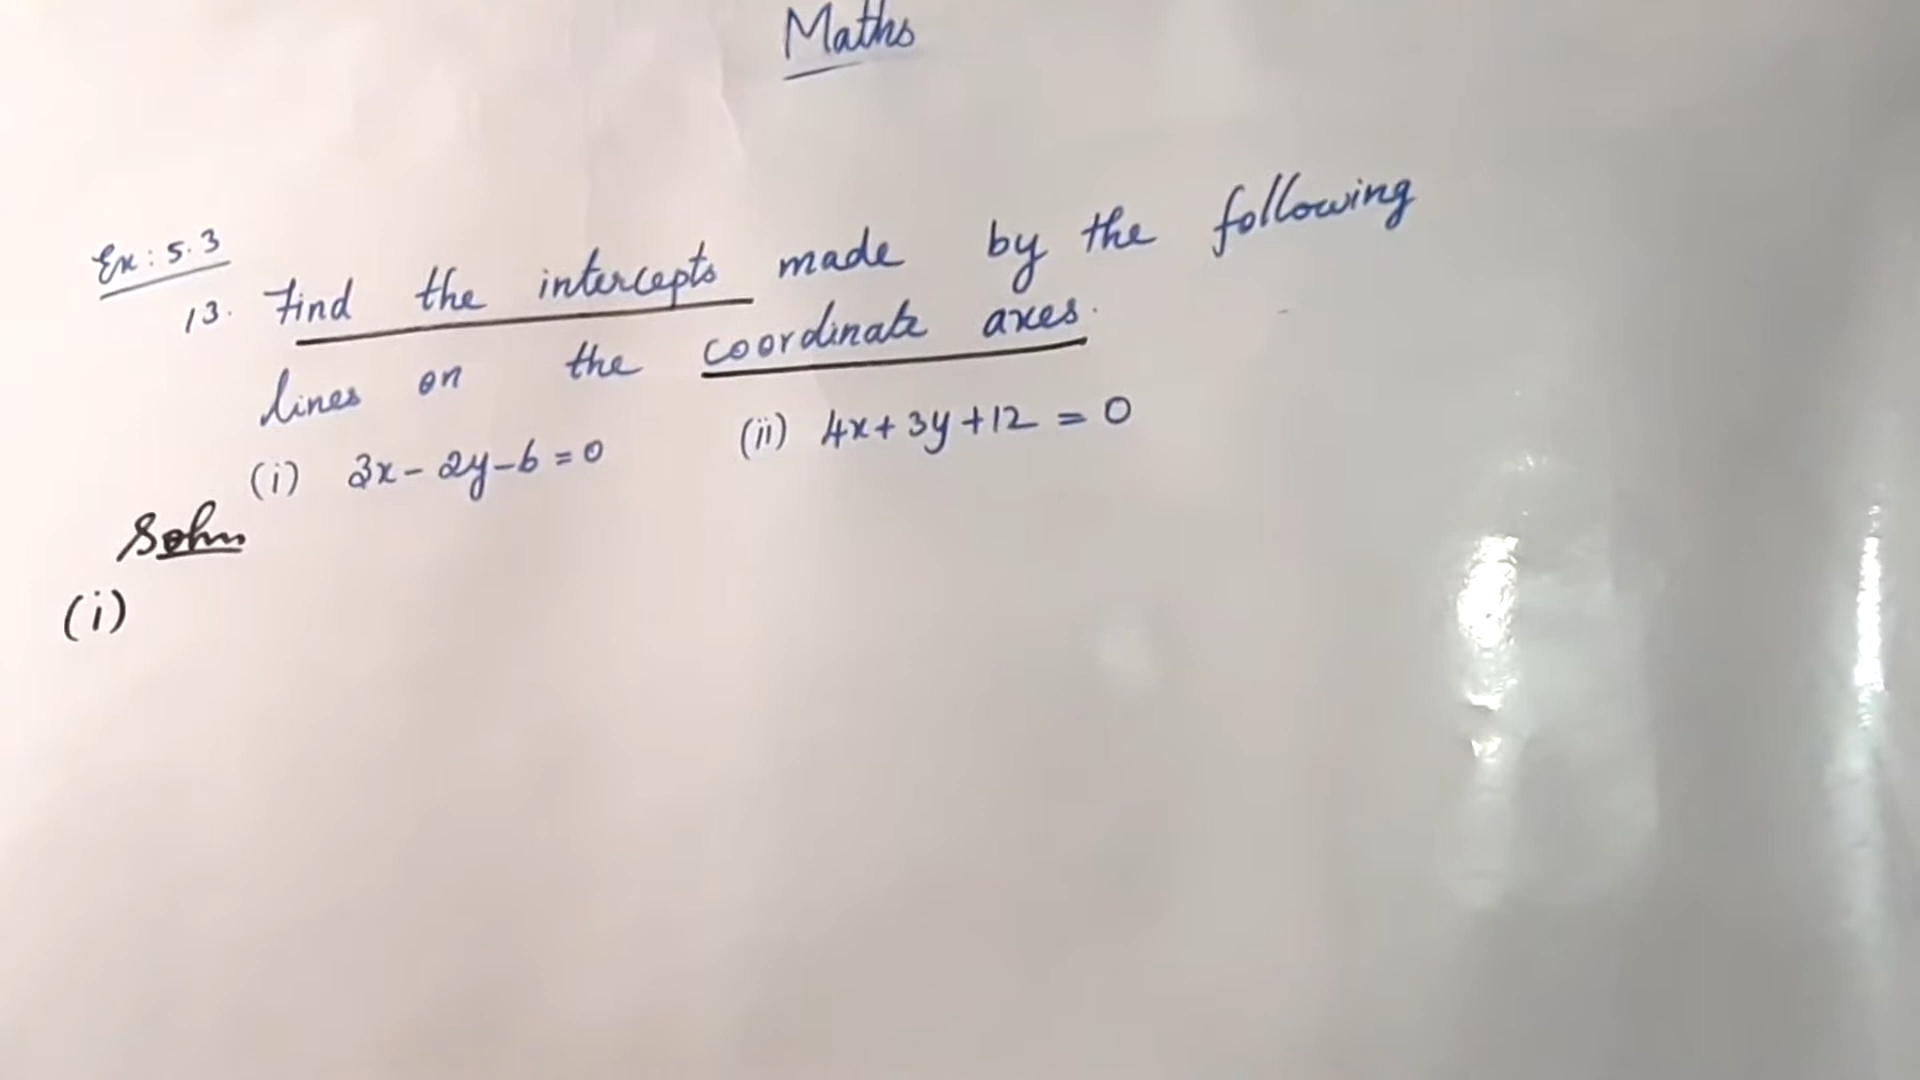 Maths
Ex: 5.3
13. Find the intercepts made by the following
lines on the coordinate axes.
(i) 3x - 2y - 6 = 0 (ii) 4x + 3y + 12 = 0
Soln
(i)